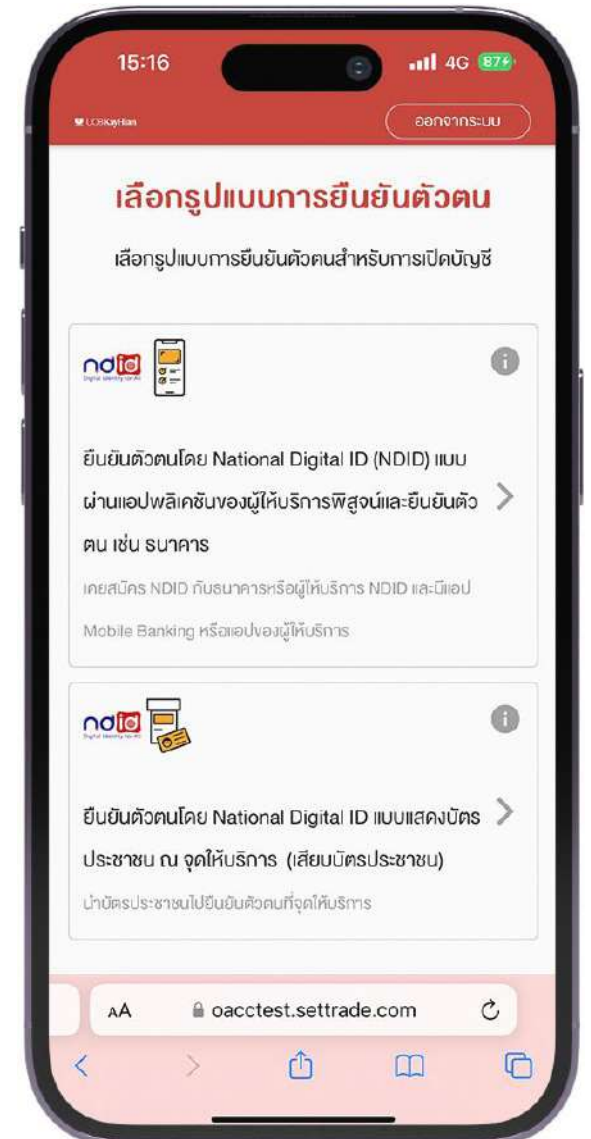 15:16
4G 87
UOBKayHian
ออกจากระบบ
เลือกรูปแบบการยืนยันตัวตน
เลือกรูปแบบการยืนยันตัวตนสำหรับการเปิดบัญชี
ndid
Digital Identity for All
ยืนยันตัวตนโดย National Digital ID (NDID) แบบ
ผ่านแอปพลิเคชันของผู้ให้บริการพิสูจน์และยืนยันตัว
ตน เช่น ธนาคาร
เคยสมัคร NDID กับธนาคารหรือผู้ให้บริการ NDID และมีแอป
Mobile Banking หรือแอปของผู้ให้บริการ
ndid
Digital Identity for All
ยืนยันตัวตนโดย National Digital ID แบบแสดงบัตร
ประชาชน ณ จุดให้บริการ (เสียบบัตรประชาชน)
นำบัตรประชาชนไปยืนยันตัวตนที่จุดให้บริการ
AA oacctest.settrade.com